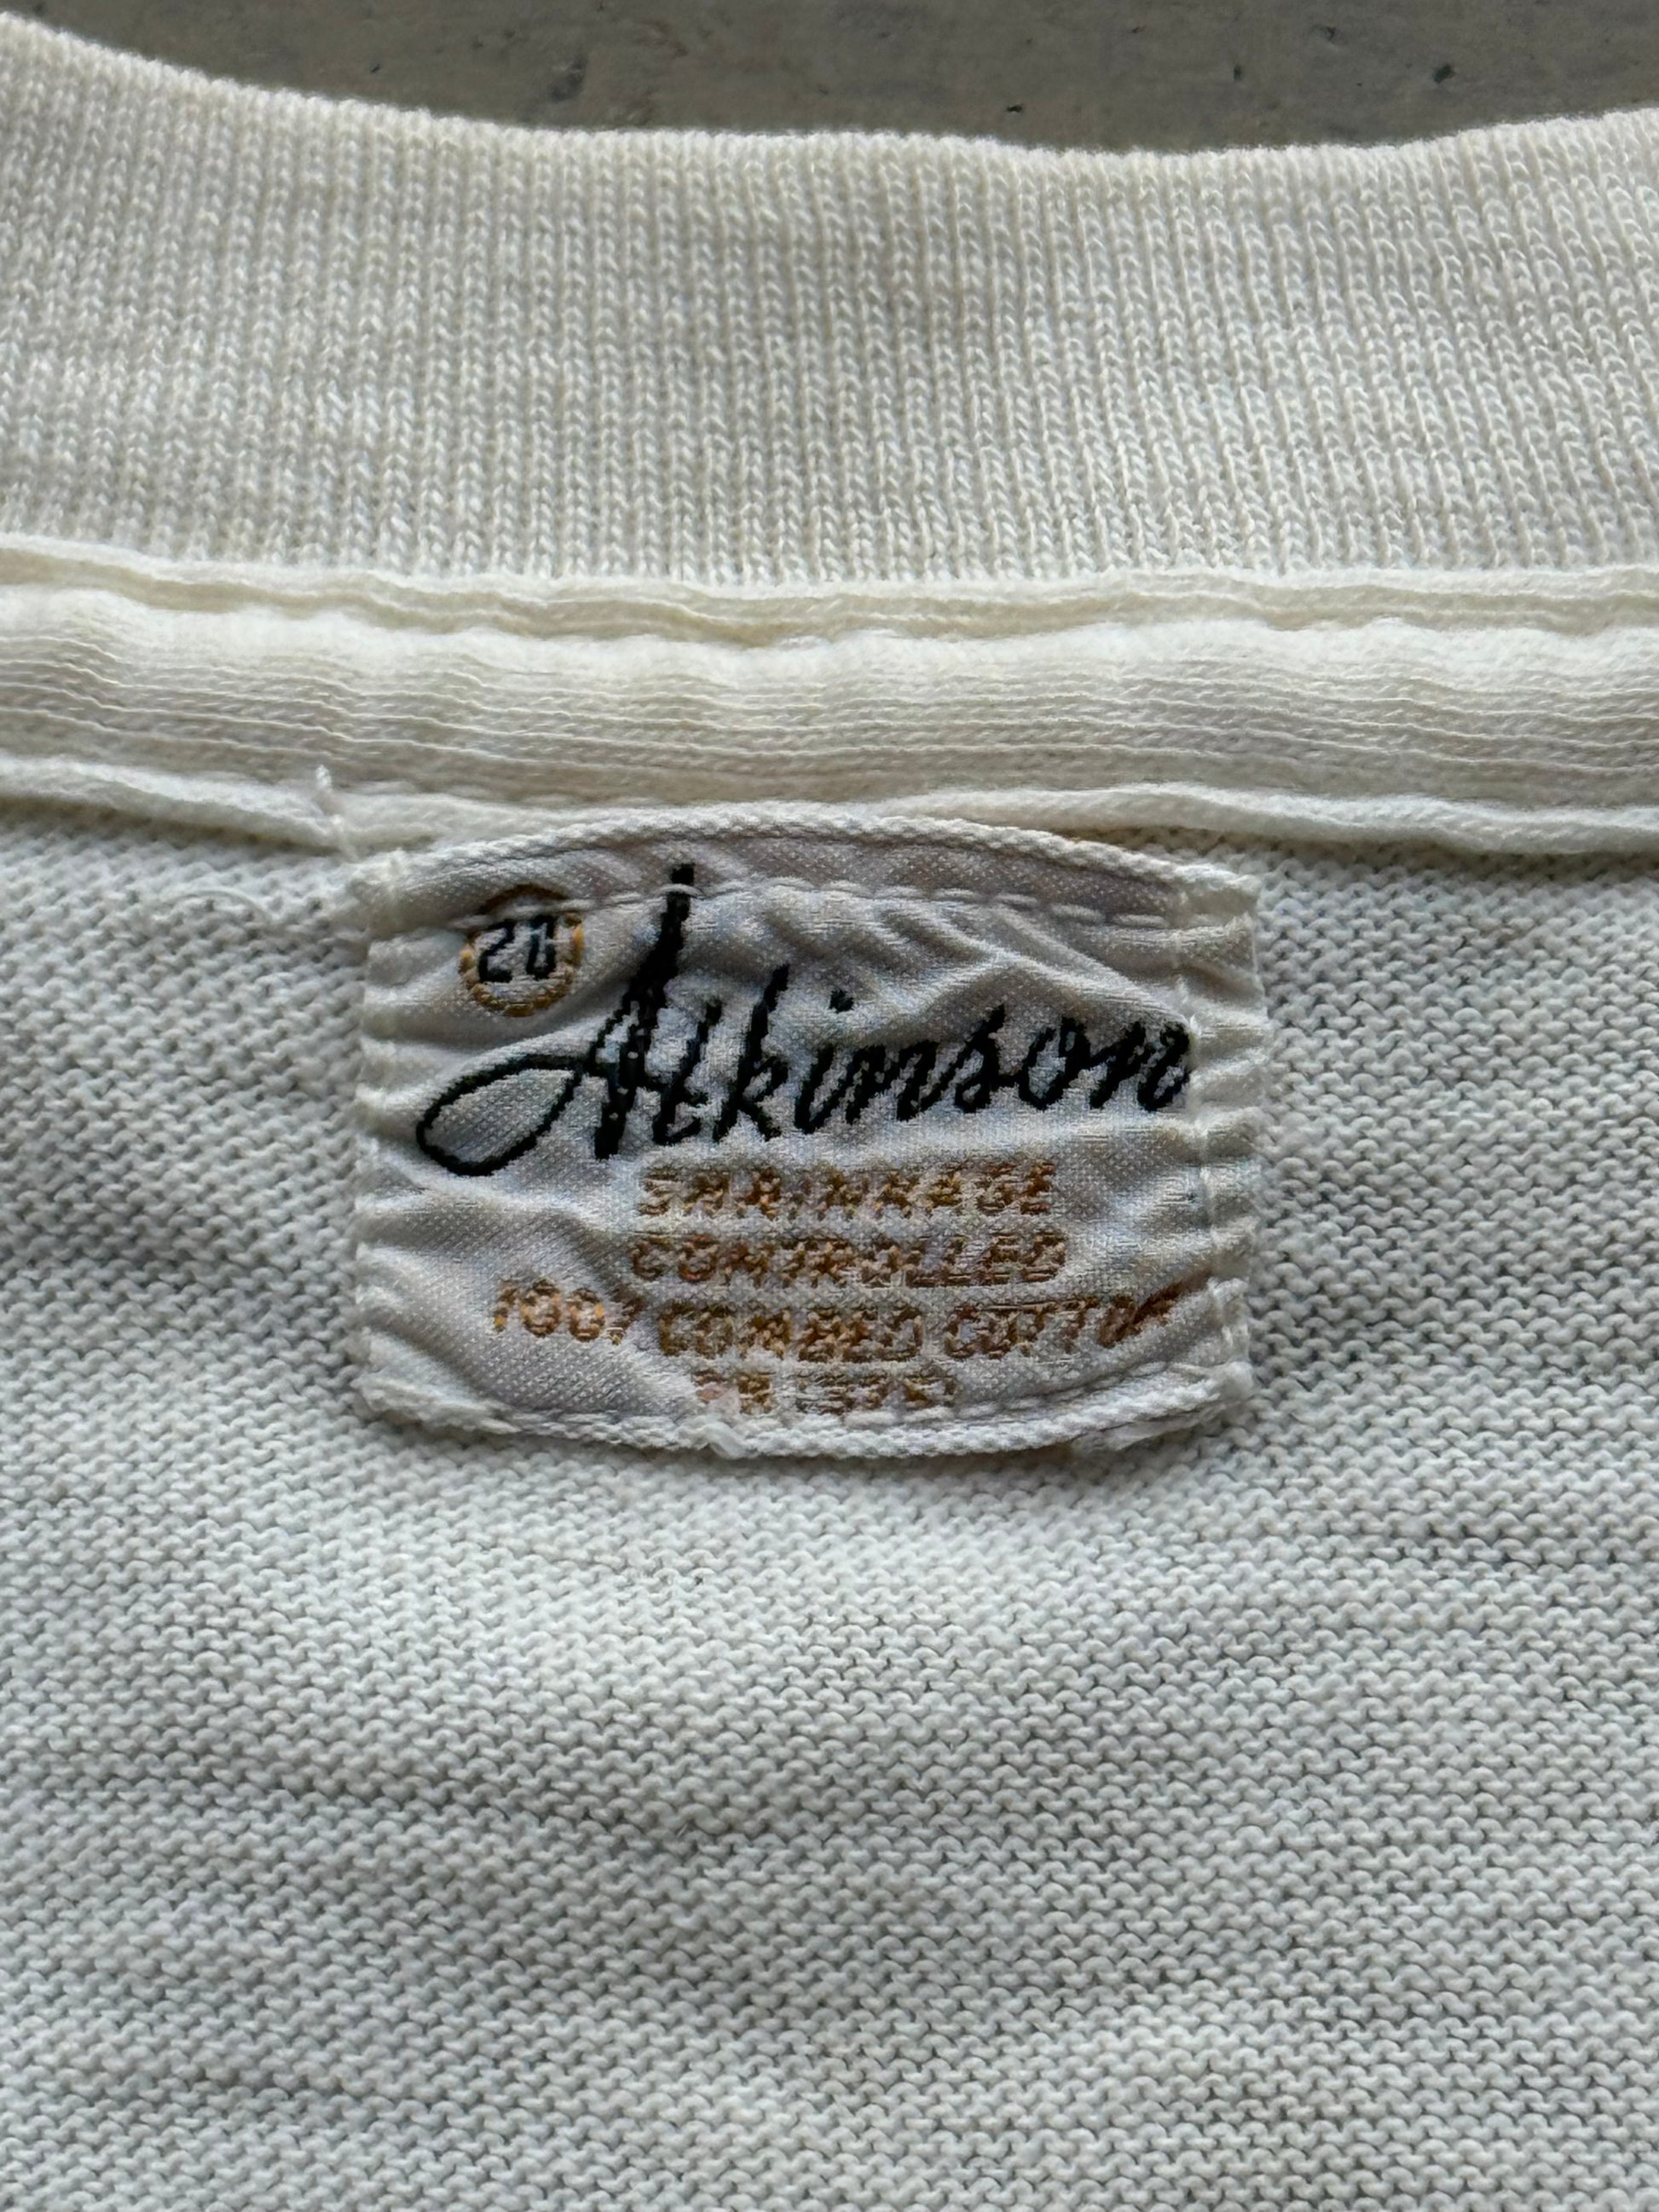 20
Atkinson
SHRINKAGE
CONTROLLED
100% COMBED COTTON